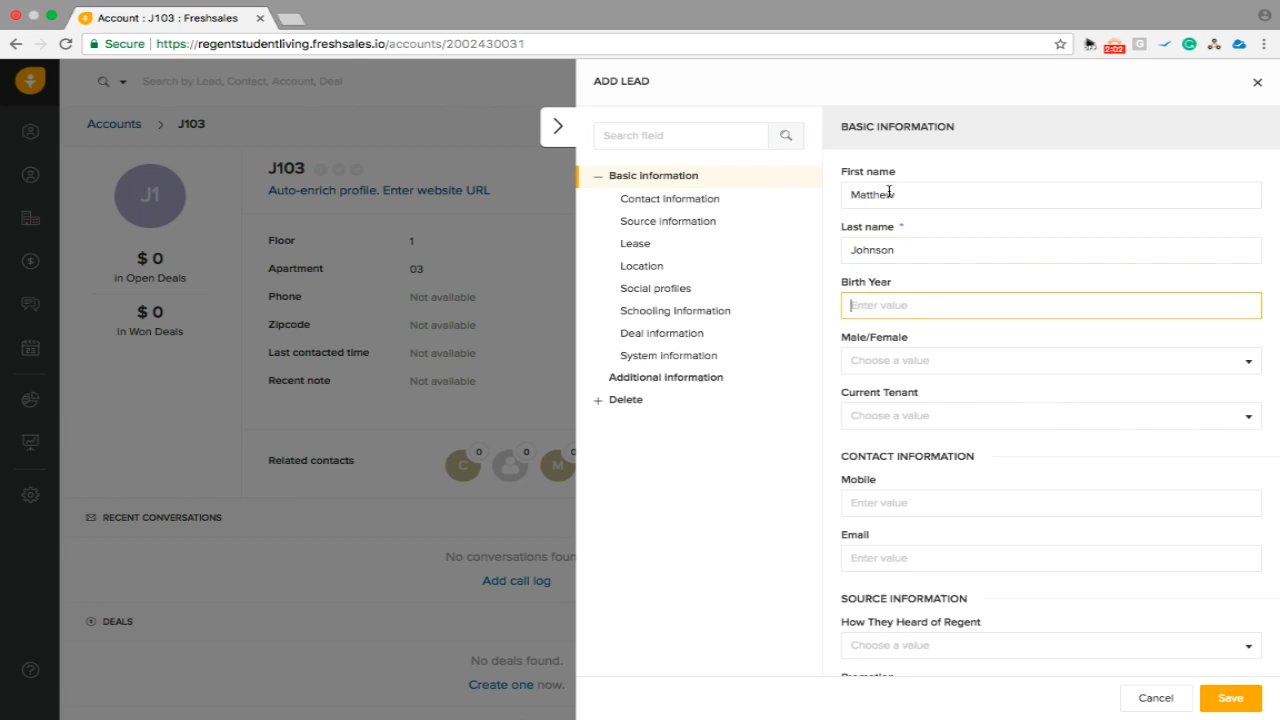 Account : J103 : Freshsales
Secure | https://regentstudentliving.freshsales.io/accounts/2002430031
2:02
G
Search by Lead, Contact, Account, Deal
Accounts > J103
J1
$ 0
in Open Deals
$ 0
in Won Deals
J103
Auto-enrich profile. Enter website URL
Floor 1
Apartment 03
Phone Not available
Zipcode Not available
Last contacted time Not available
Recent note Not available
Related contacts
C 0 0 M 0
RECENT CONVERSATIONS
No conversations foun
Add call log
DEALS
No deals found.
Create one now.
ADD LEAD
Search field
Basic information
Contact Information
Source information
Lease
Location
Social profiles
Schooling Information
Deal information
System information
Additional information
Delete
BASIC INFORMATION
First name
Matthew
Last name *
Johnson
Birth Year
Enter value
Male/Female
Choose a value
Current Tenant
Choose a value
CONTACT INFORMATION
Mobile
Enter value
Email
Enter value
SOURCE INFORMATION
How They Heard of Regent
Choose a value
Promotion
Cancel
Save